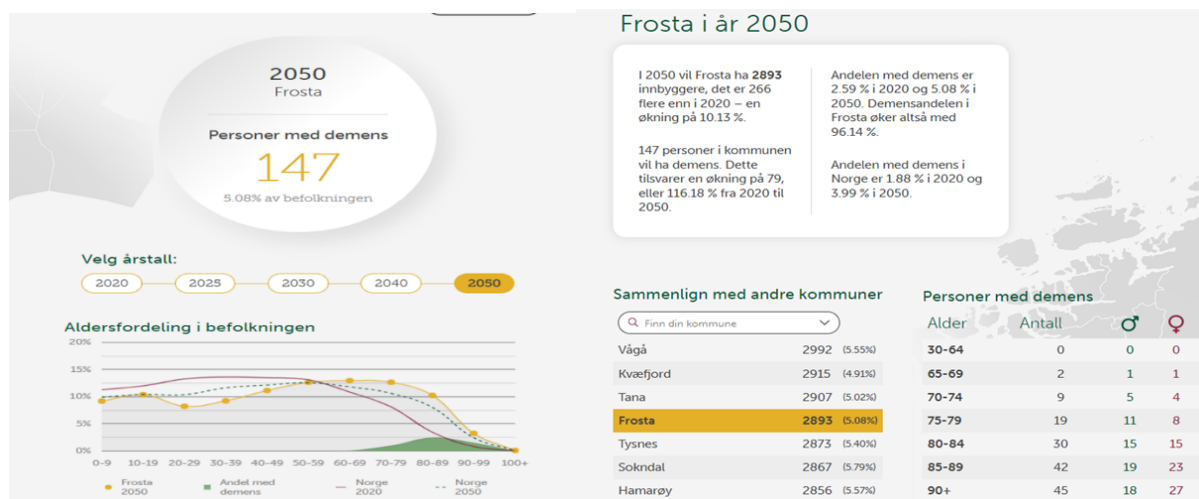 2050
Frosta
Personer med demens
147
5.08% av befolkningen
Velg årstall:
2020
2025
2030
2040
2050
Aldersfordeling i befolkningen
20%
15%
10%
5%
0%
0-9 10-19 20-29 30-39 40-49 50-59 60-69 70-79 80-89 90-99 100+
Frosta 2050
Andel med demens
Norge 2020
Norge 2050
Frosta i år 2050
I 2050 vil Frosta ha 2893
innbyggere, det er 266
flere enn i 2020 – en
økning på 10.13 %.
147 personer i kommunen
vil ha demens. Dette
tilsvarer en økning på 79,
eller 116.18 % fra 2020 til
2050.
Andelen med demens er
2.59 % i 2020 og 5.08 % i
2050. Demensandelen i
Frosta øker altså med
96.14 %.
Andelen med demens i
Norge er 1.88 % i 2020 og
3.99 % i 2050.
Sammenlign med andre kommuner
Finn din kommune
Vågå 2992 (5.55%)
Kvæfjord 2915 (4.91%)
Tana 2907 (5.02%)
Frosta 2893 (5.08%)
Tysnes 2873 (5.40%)
Sokndal 2867 (5.79%)
Hamarøy 2856 (5.57%)
Personer med demens
Alder Antall ♂ ♀
30-64 0 0 0
65-69 2 1 1
70-74 9 5 4
75-79 19 11 8
80-84 30 15 15
85-89 42 19 23
90+ 45 18 27